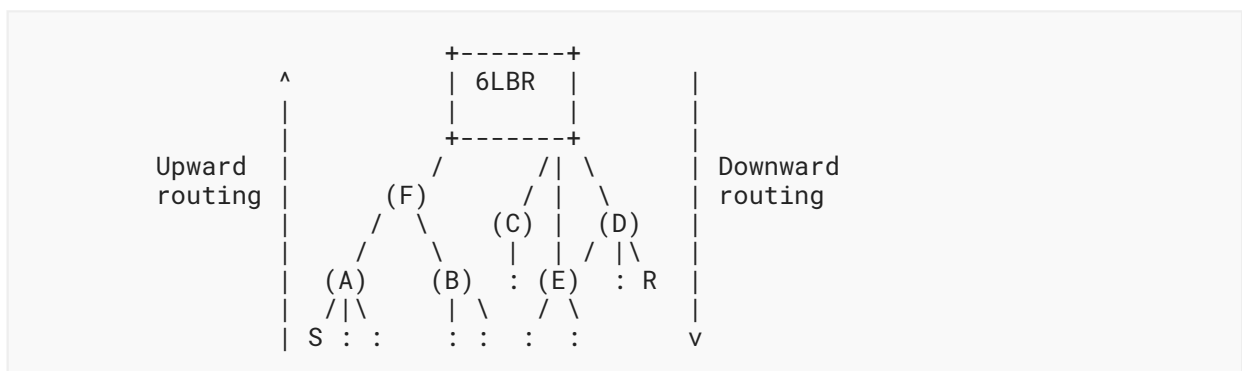 +-------+
         ^          | 6LBR  |       |
         |          |       |       |
         |          +-------+       |
  Upward |         /      /| \      | Downward
 routing |      (F)      / |  \     | routing
         |     /  \    (C) |  (D)   |
         |    /    \    |  | / |\   |
         |  (A)    (B)  : (E)  : R  |
         |  /|\     | \   / \       |
         | S : :    : :  :   :      v